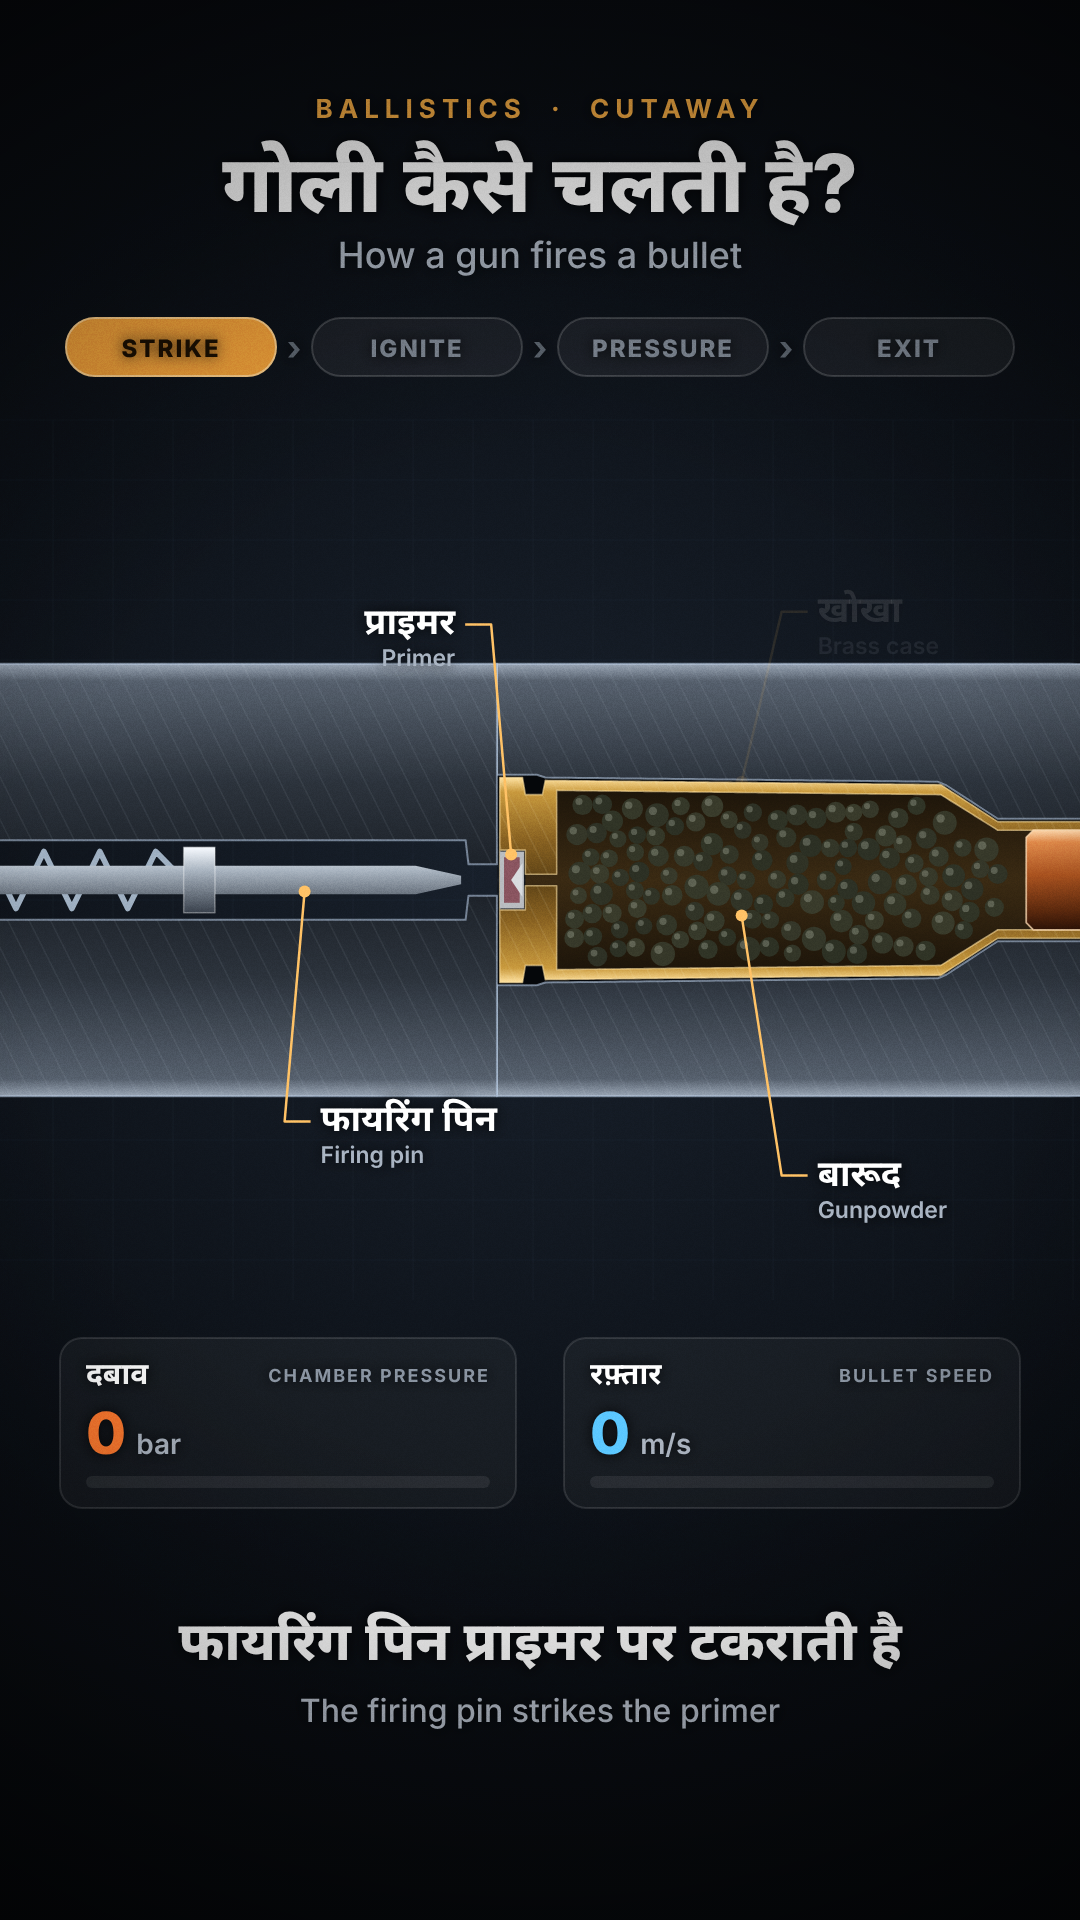 BALLISTICS · CUTAWAY
गोली कैसे चलती है?
How a gun fires a bullet
STRIKE › IGNITE › PRESSURE › EXIT
खोखा
Brass case
प्राइमर
Primer
फायरिंग पिन
Firing pin
बारूद
Gunpowder
दबाव CHAMBER PRESSURE
0 bar
रफ़्तार BULLET SPEED
0 m/s
फायरिंग पिन प्राइमर पर टकराती है
The firing pin strikes the primer